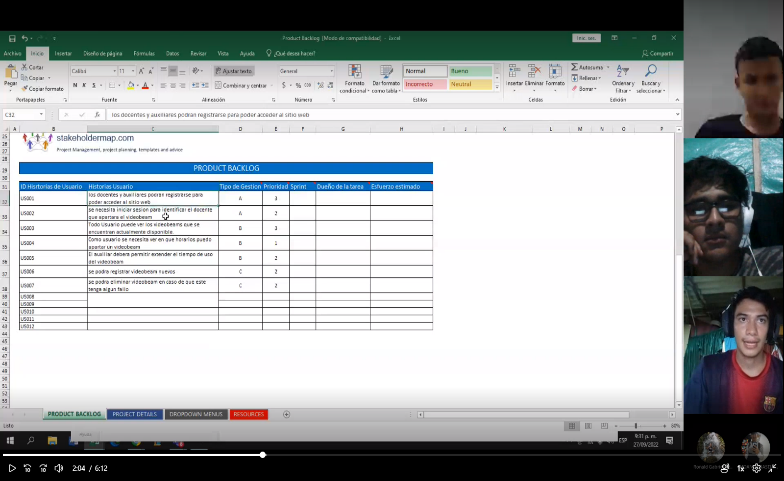 Product Backlog [Modo de compatibilidad] - Excel
Inic. ses.
Archivo Inicio Insertar Diseño de página Fórmulas Datos Revisar Vista Ayuda ¿Qué desea hacer? Compartir
Pegar
Cortar
Copiar
Copiar formato
Portapapeles
Calibri 11
N K S
Fuente
Ajustar texto
Combinar y centrar
Alineación
General
Número
Formato condicional
Dar formato como tabla
Normal Bueno
Incorrecto Neutral
Estilos
Insertar Eliminar Formato
Celdas
Autosuma
Rellenar
Borrar
Ordenar y filtrar
Buscar y seleccionar
Edición
C32 los docentes y auxiliares podran registrarse para poder acceder al sitio web
stakeholdermap.com
Project Management, project planning, templates and advice
PRODUCT BACKLOG
ID Historias de Usuario Historias Usuario Tipo de Gestion Prioridad Sprint Dueño de la tarea Esfuerzo estimado
US001 los docentes y auxiliares podran registrarse para poder acceder al sitio web A 3
US002 se necesita iniciar sesion para identificar el docente que apartara el videobeam A 2
US003 Todo Usuario puede ver los videobeams que se encuentran actualmente disponible. B 3
US004 Como usuario se necesita ver en que horarios puedo apartar un videobeam B 1
US005 El auxiliar debera permitir extender el tiempo de uso del videobeam B 2
US006 se podra registrar videobeam nuevos C 2
US007 se podra eliminar videobeam en caso de que este tenga algun fallo C 2
US008
US009
US010
US011
US012
PRODUCT BACKLOG PROJECT DETAILS DROPDOWN MENUS RESOURCES
Listo
ESP
9:31 p. m.
27/09/2022
2:04 / 6:12
1x